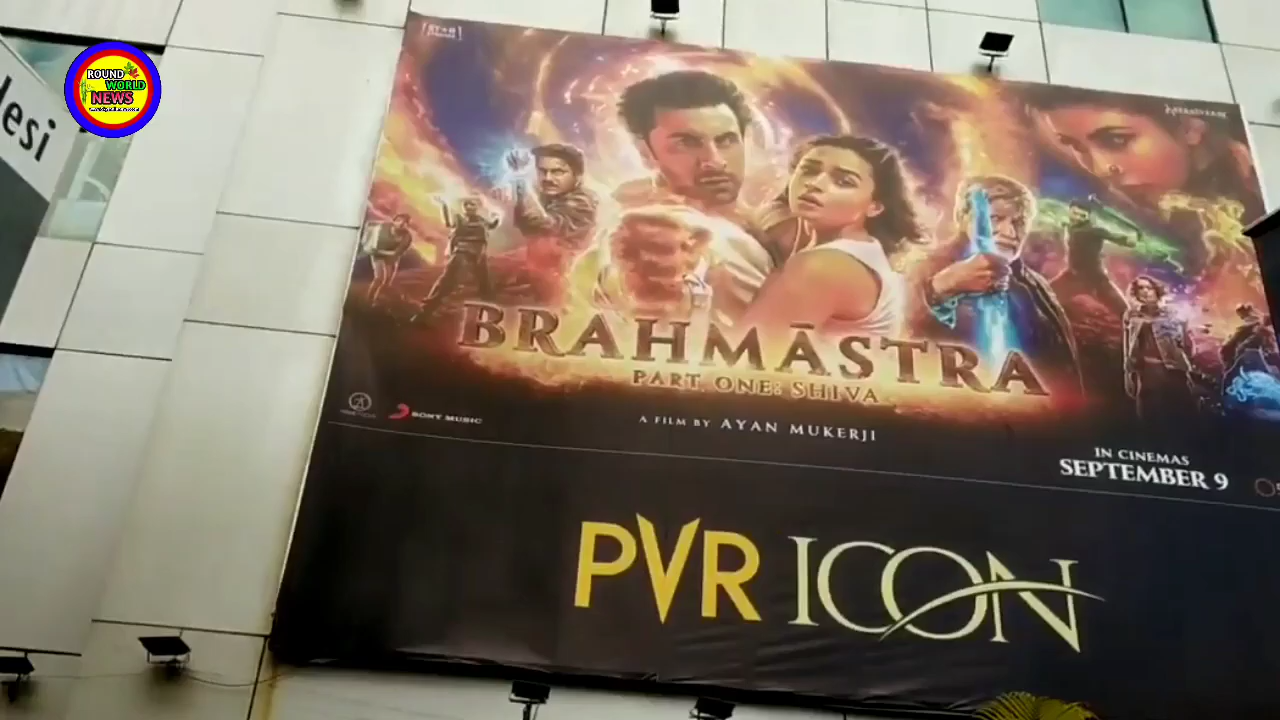 ROUND
WORLD
NEWS
esi
STAR
BRAHMĀSTRA
PART ONE: SHIVA
SONY MUSIC
A FILM BY AYAN MUKERJI
IN CINEMAS
SEPTEMBER 9
PVR ICON